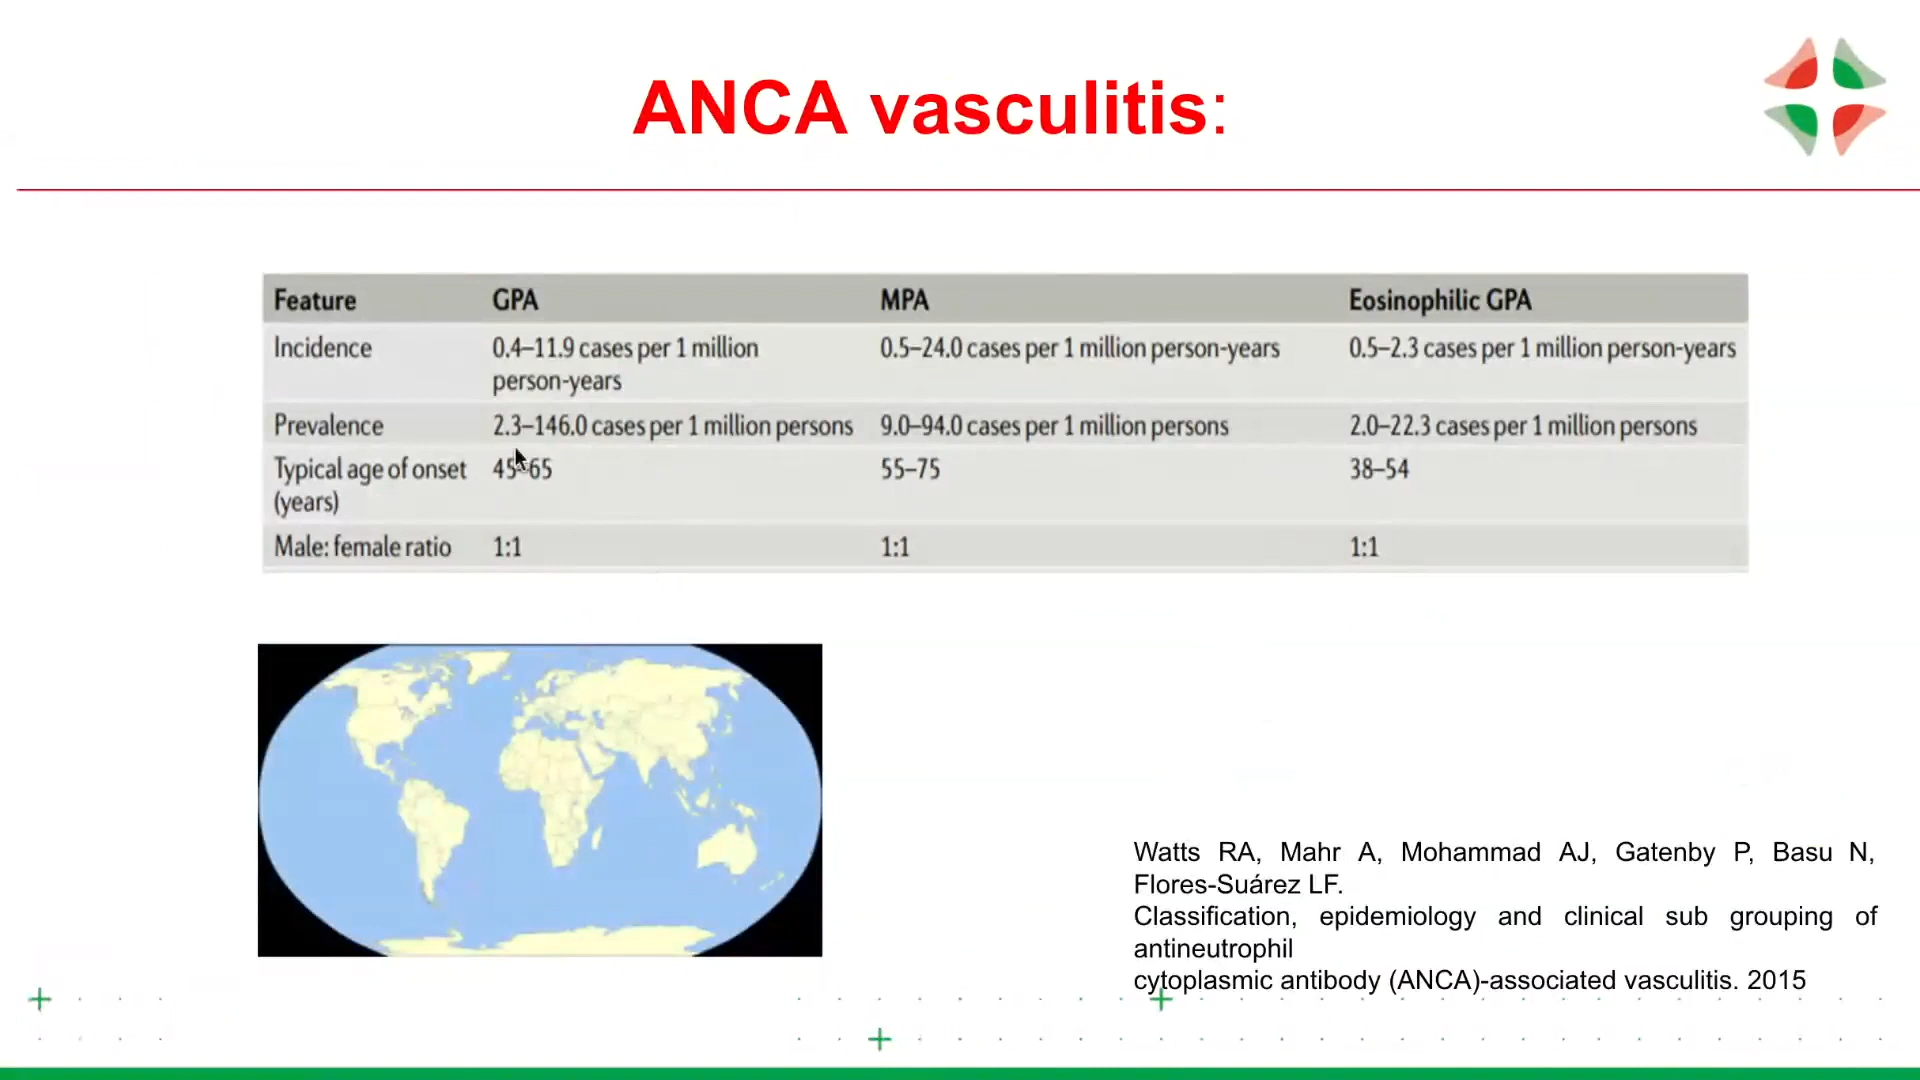 ANCA vasculitis:
Feature GPA MPA Eosinophilic GPA
Incidence 0.4–11.9 cases per 1 million 0.5–24.0 cases per 1 million person-years 0.5–2.3 cases per 1 million person-years
person-years
Prevalence 2.3–146.0 cases per 1 million persons 9.0–94.0 cases per 1 million persons 2.0–22.3 cases per 1 million persons
Typical age of onset 45–65 55–75 38–54
(years)
Male: female ratio 1:1 1:1 1:1
Watts RA, Mahr A, Mohammad AJ, Gatenby P, Basu N,
Flores-Suárez LF.
Classification, epidemiology and clinical sub grouping of
antineutrophil
cytoplasmic antibody (ANCA)-associated vasculitis. 2015